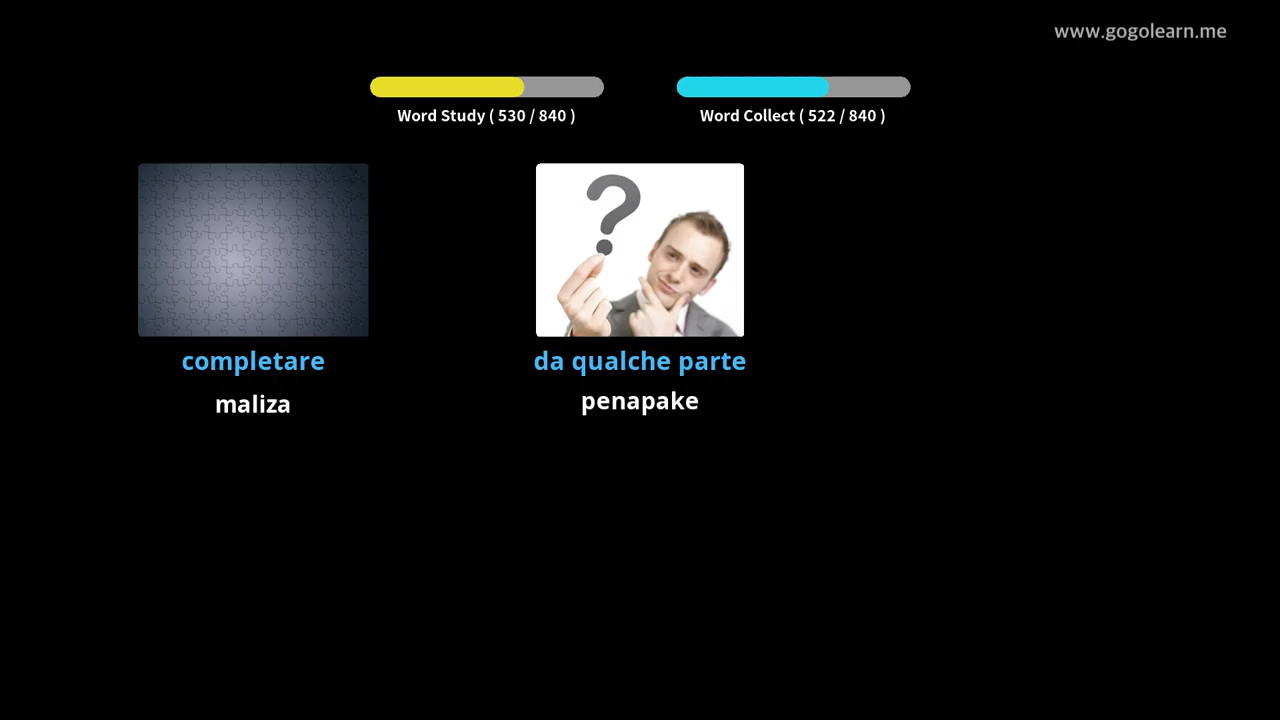 www.gogolearn.me
Word Study ( 530 / 840 )
Word Collect ( 522 / 840 )
?
completare
da qualche parte
maliza
penapake